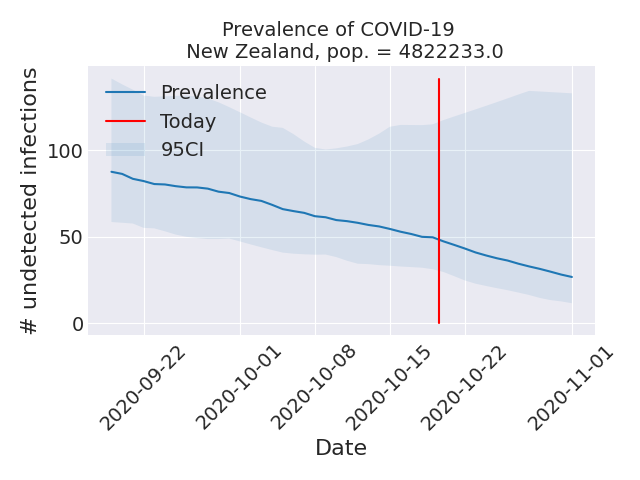 Prevalence of COVID-19
New Zealand, pop. = 4822233.0
# undetected infections
100
50
0
Prevalence
Today
95CI
2020-09-22
2020-10-01
2020-10-08
2020-10-15
2020-10-22
2020-11-01
Date